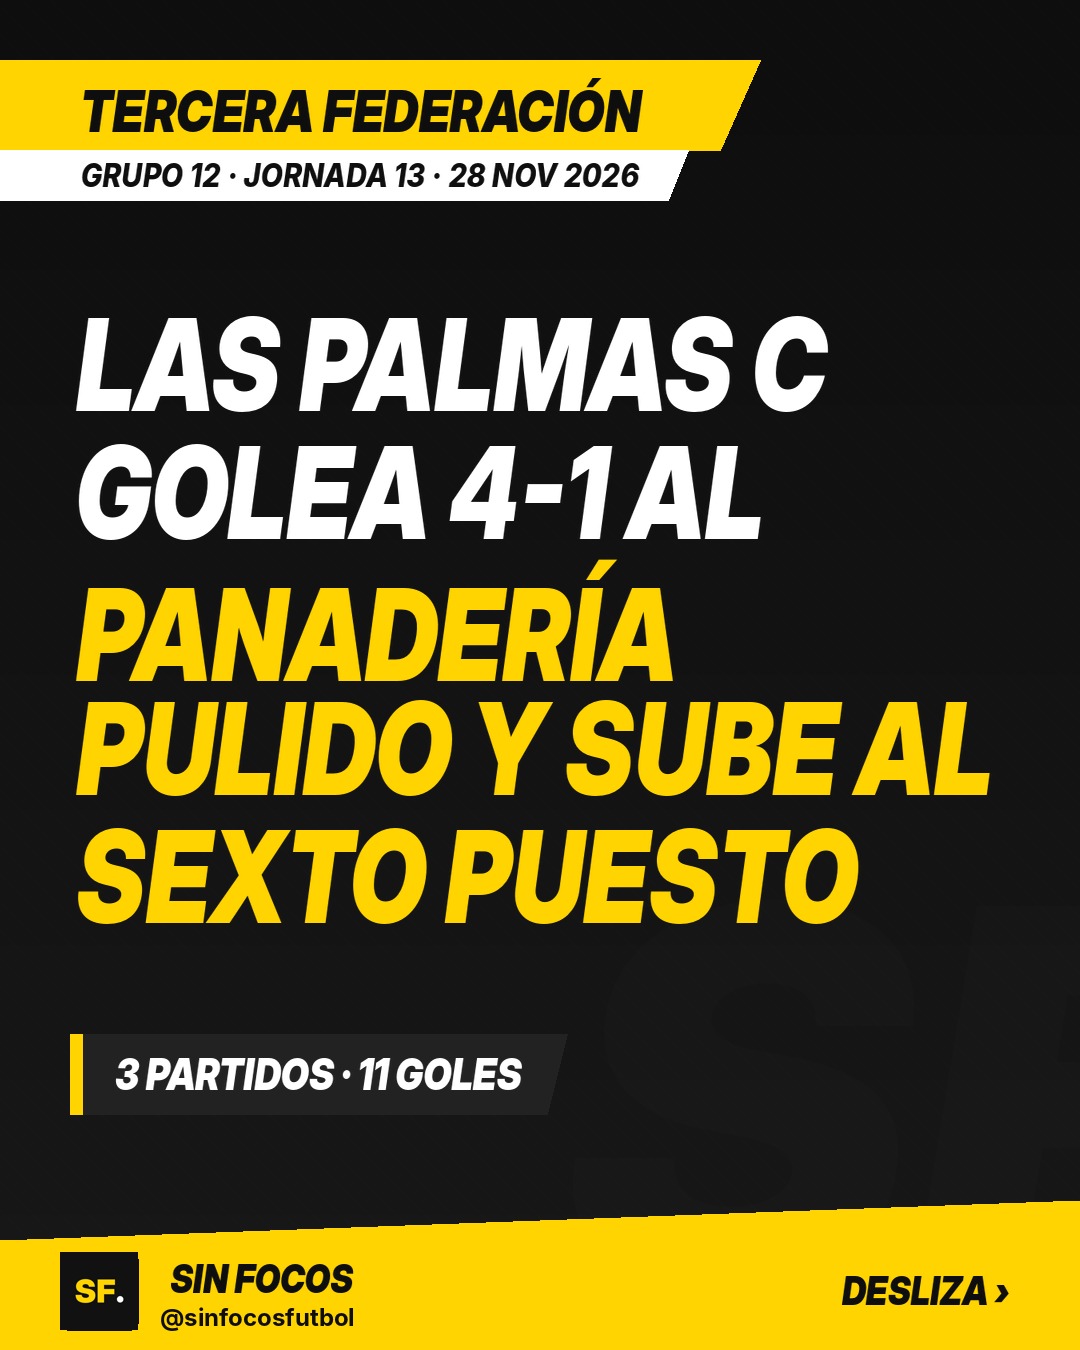 TERCERA FEDERACIÓN
GRUPO 12 · JORNADA 13 · 28 NOV 2026
LAS PALMAS C
GOLEA 4-1 AL
PANADERÍA
PULIDO Y SUBE AL
SEXTO PUESTO
3 PARTIDOS · 11 GOLES
SF.
SIN FOCOS
@sinfocosfutbol
DESLIZA ›